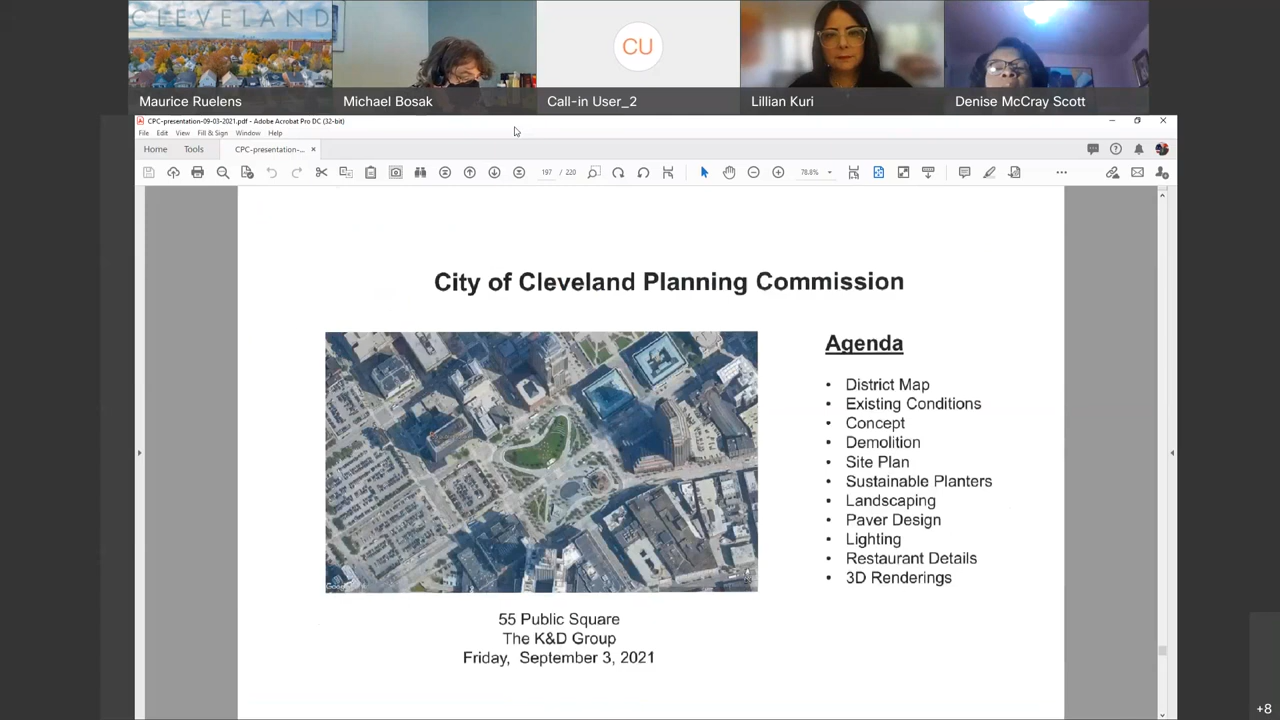 CLEVELAND
CU
Maurice Ruelens
Michael Bosak
Call-in User_2
Lillian Kuri
Denise McCray Scott
CPC-presentation-09-03-2021.pdf - Adobe Acrobat Pro DC (32-bit)
File Edit View Fill & Sign Window Help
Home Tools CPC-presentation-... ×
197 / 220 78.8%
City of Cleveland Planning Commission
Agenda
• District Map
• Existing Conditions
• Concept
• Demolition
• Site Plan
• Sustainable Planters
• Landscaping
• Paver Design
• Lighting
• Restaurant Details
• 3D Renderings
55 Public Square
The K&D Group
Friday, September 3, 2021
+8